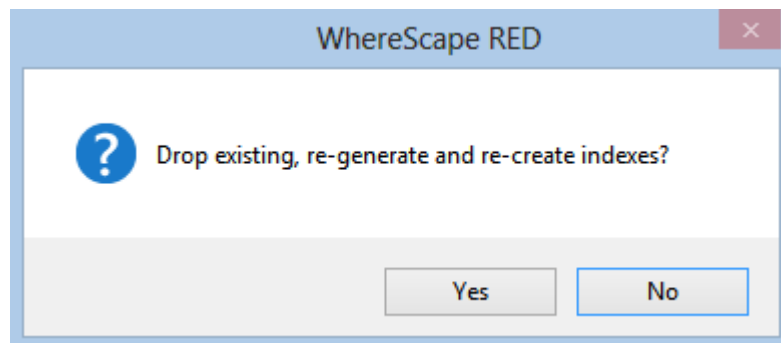 WhereScape RED
Drop existing, re-generate and re-create indexes?
Yes
No